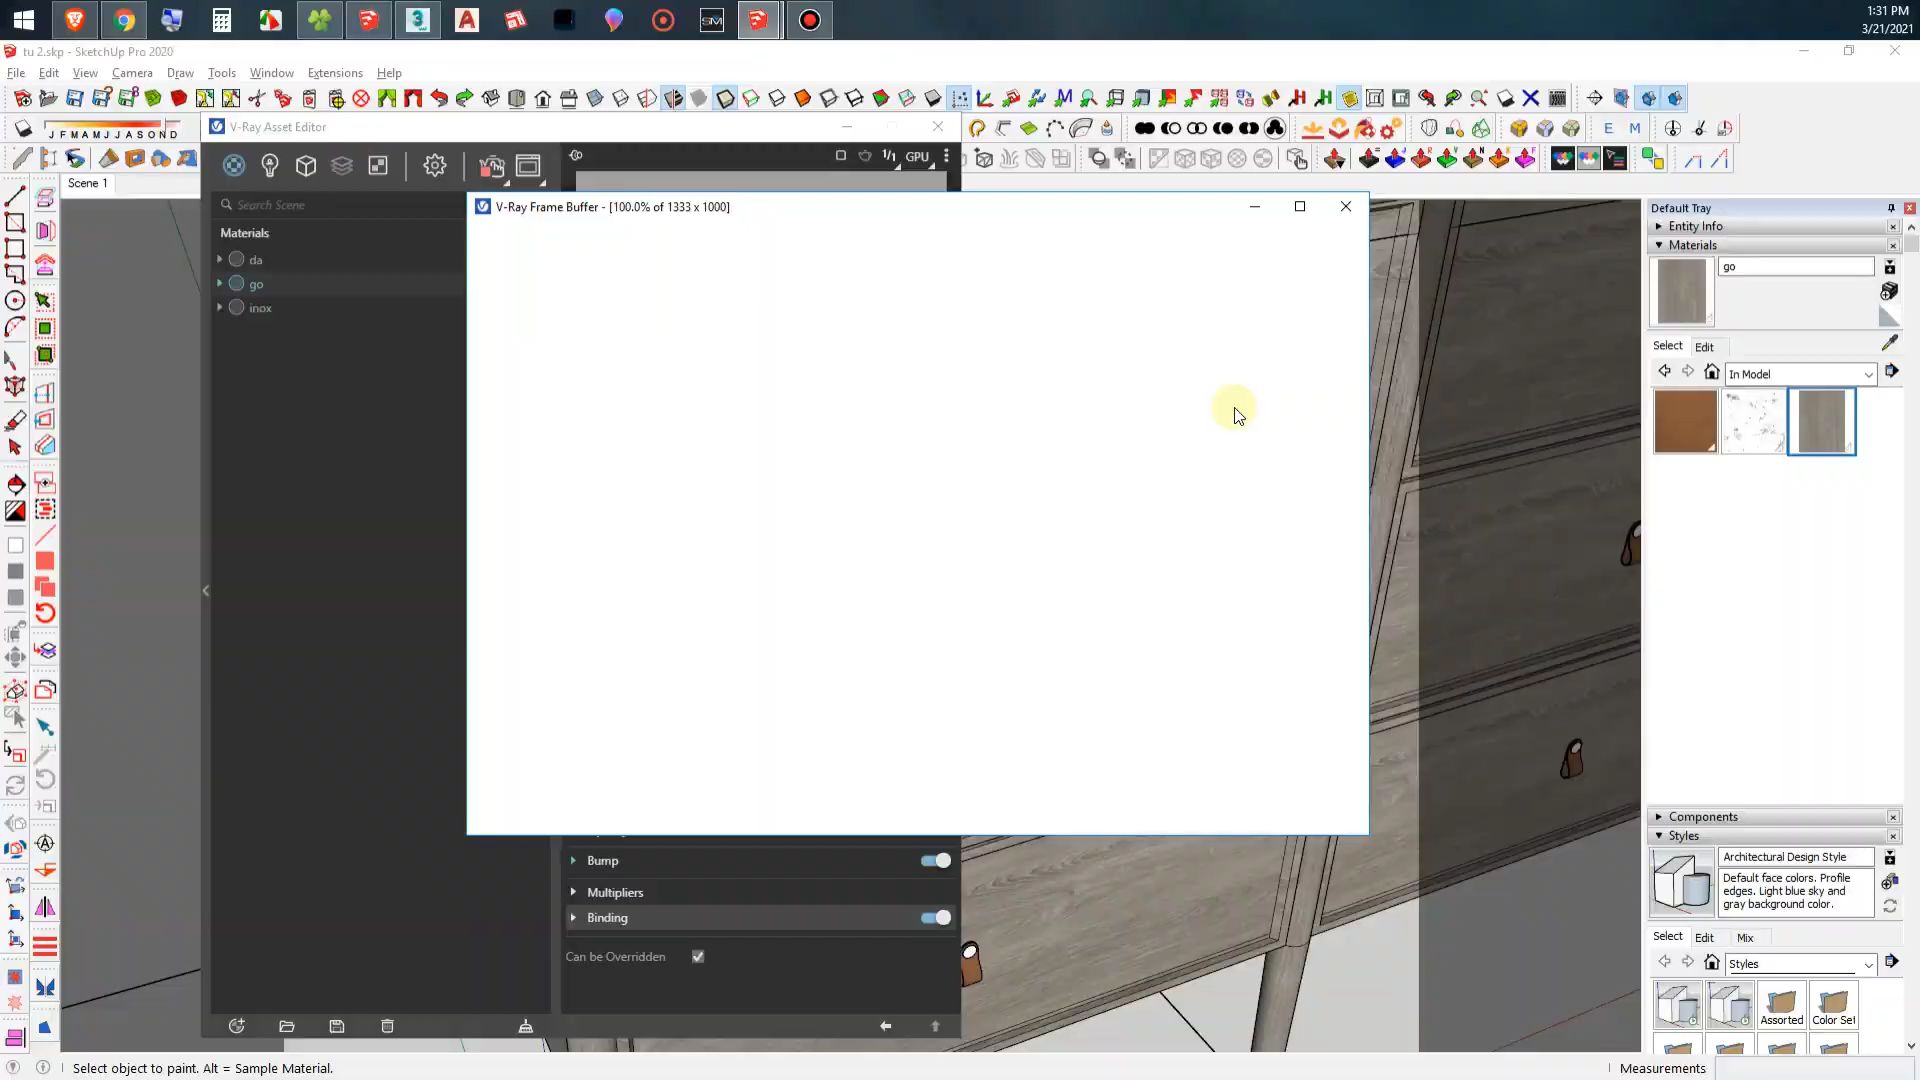 1:31 PM
3/21/2021
tu 2.skp - SketchUp Pro 2020
File Edit View Camera Draw Tools Window Extensions Help
J F M A M J J A S O N D
E M
V-Ray Asset Editor
1/1 GPU
Scene 1
Search Scene
Materials
da
go
inox
V-Ray Frame Buffer - [100.0% of 1333 x 1000]
Bump
Multipliers
Binding
Can be Overridden
Default Tray
Entity Info
Materials
go
Select Edit
In Model
Components
Styles
Architectural Design Style
Default face colors. Profile
edges. Light blue sky and
gray background color.
Select Edit Mix
Styles
Assorted Color Set
Select object to paint. Alt = Sample Material.
Measurements